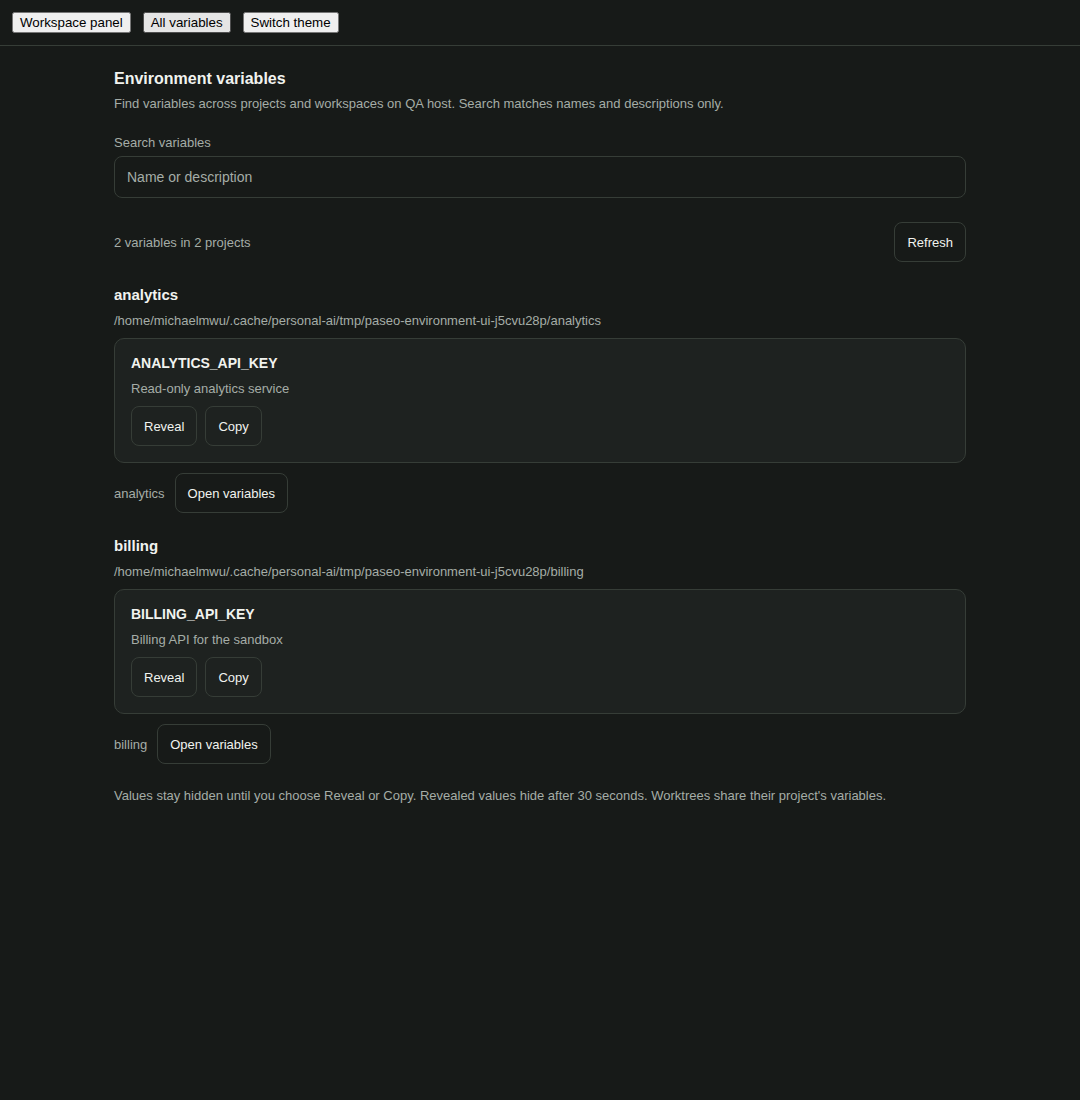 Workspace panel All variables Switch theme
Environment variables
Find variables across projects and workspaces on QA host. Search matches names and descriptions only.
Search variables
Name or description
2 variables in 2 projects Refresh
analytics
/home/michaelmwu/.cache/personal-ai/tmp/paseo-environment-ui-j5cvu28p/analytics
ANALYTICS_API_KEY
Read-only analytics service
Reveal Copy
analytics Open variables
billing
/home/michaelmwu/.cache/personal-ai/tmp/paseo-environment-ui-j5cvu28p/billing
BILLING_API_KEY
Billing API for the sandbox
Reveal Copy
billing Open variables
Values stay hidden until you choose Reveal or Copy. Revealed values hide after 30 seconds. Worktrees share their project's variables.